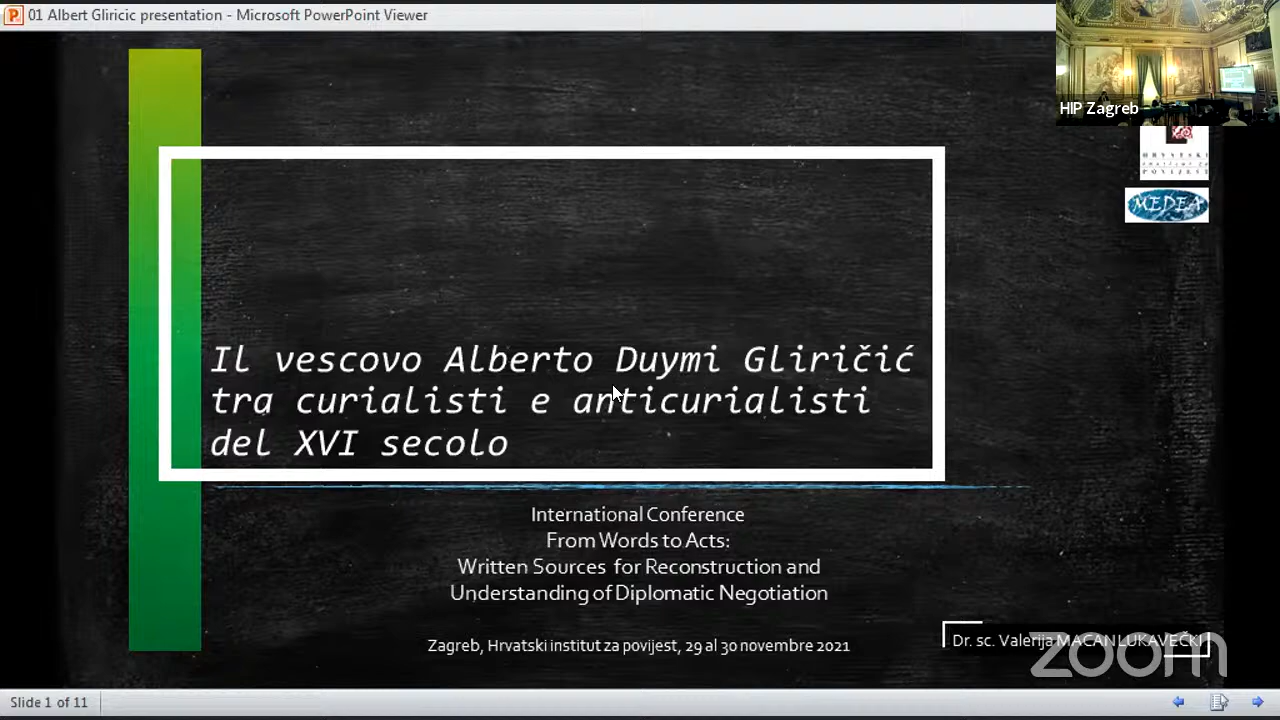 01 Albert Gliricic presentation - Microsoft PowerPoint Viewer
HIP Zagreb
MEDEA
Il vescovo Alberto Duymi Gliričić
tra curialisti e anticurialisti
del XVI secolo
International Conference
From Words to Acts:
Written Sources for Reconstruction and
Understanding of Diplomatic Negotiation
Zagreb, Hrvatski institut za povijest, 29 al 30 novembre 2021
Dr. sc. Valerija MACAN LUKAVEČKI
zoom
Slide 1 of 11